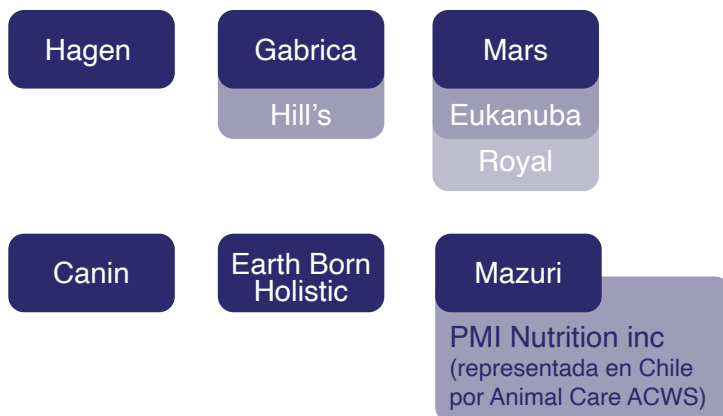 Hagen
Gabrica
Hill's
Mars
Eukanuba
Royal
Canin
Earth Born
Holistic
Mazuri
PMI Nutrition inc
(representada en Chile
por Animal Care ACWS)